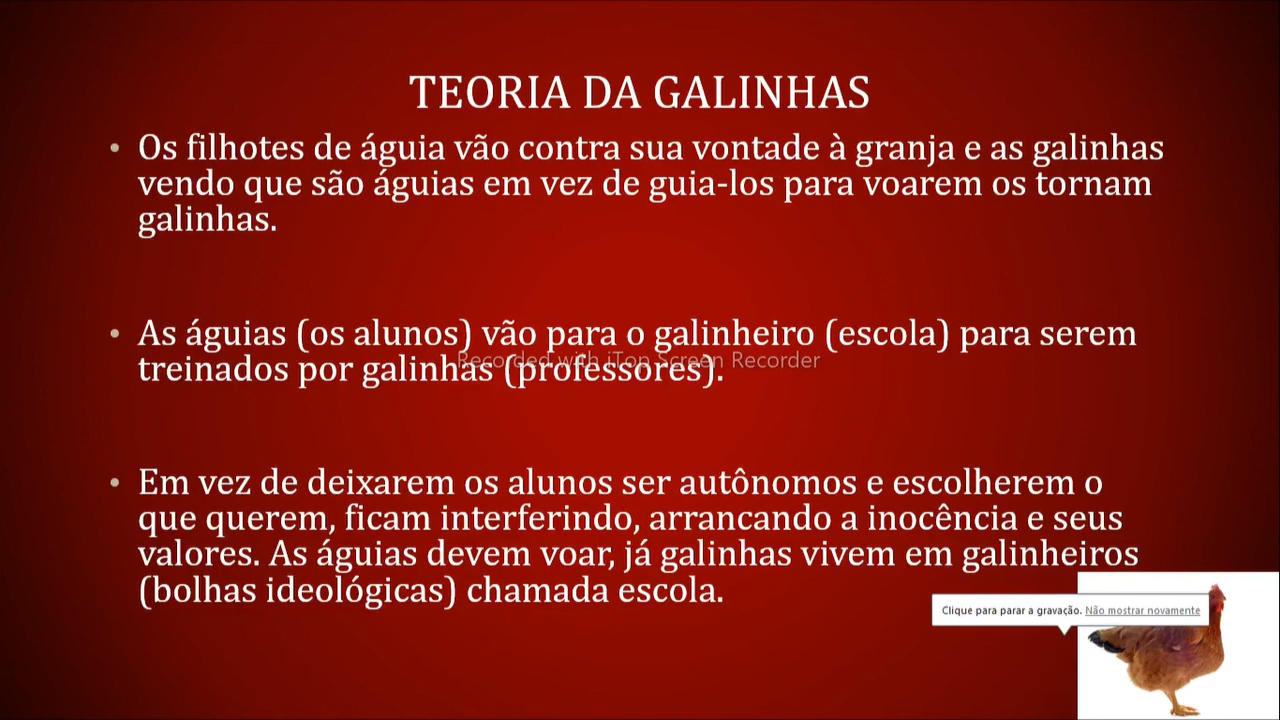 TEORIA DA GALINHAS
• Os filhotes de águia vão contra sua vontade à granja e as galinhas
vendo que são águias em vez de guia-los para voarem os tornam
galinhas.
• As águias (os alunos) vão para o galinheiro (escola) para serem
Recorded with iTop Screen Recorder
treinados por galinhas (professores).
• Em vez de deixarem os alunos ser autônomos e escolherem o
que querem, ficam interferindo, arrancando a inocência e seus
valores. As águias devem voar, já galinhas vivem em galinheiros
(bolhas ideológicas) chamada escola.
Clique para parar a gravação. Não mostrar novamente